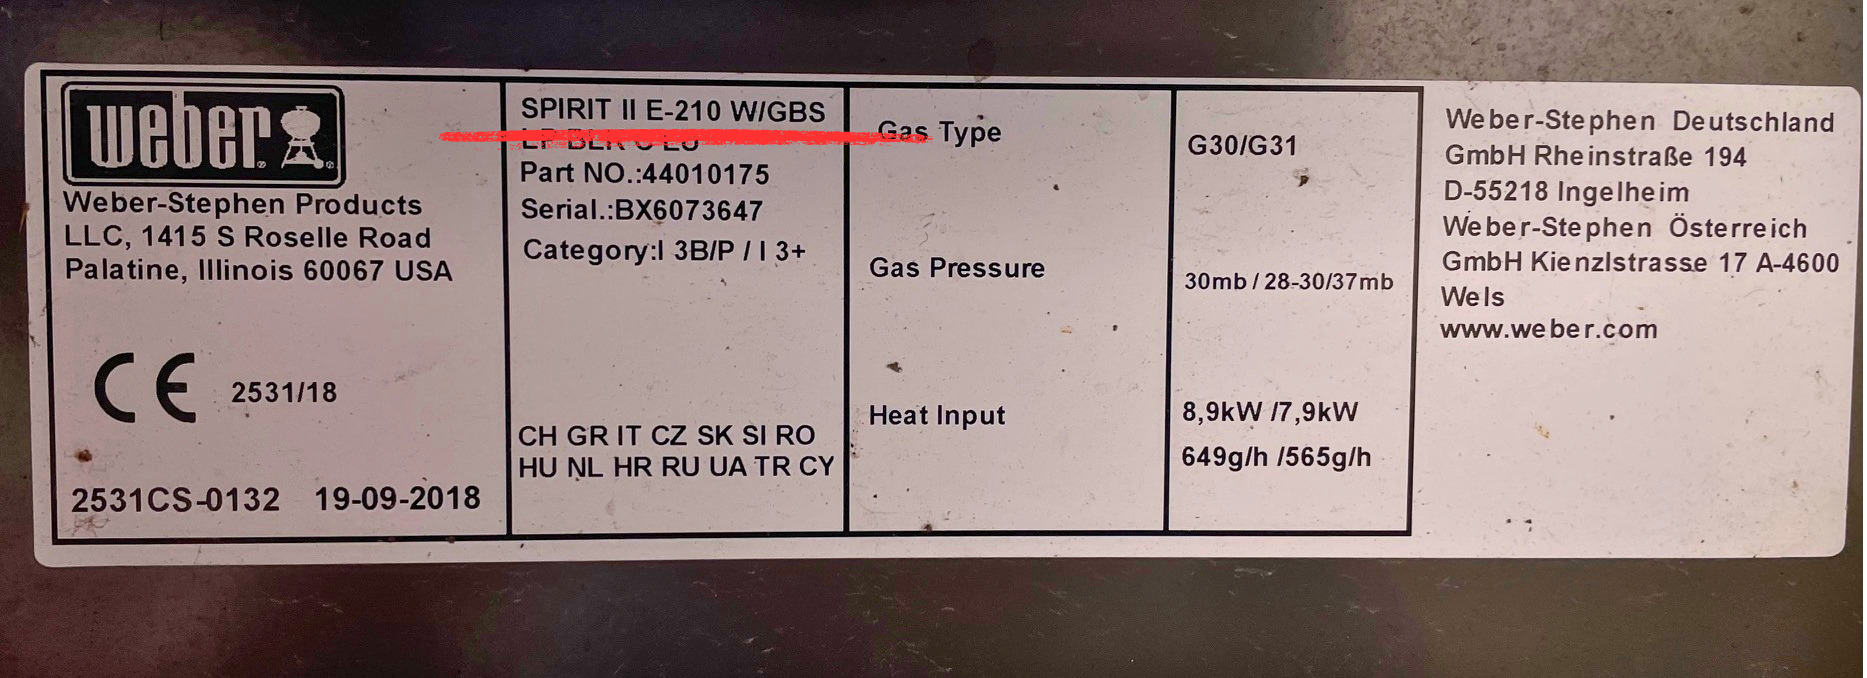 weber
Weber-Stephen Products
LLC, 1415 S Roselle Road
Palatine, Illinois 60067 USA
CE 2531/18
2531CS-0132 19-09-2018
SPIRIT II E-210 W/GBS
Part NO.:44010175
Serial.:BX6073647
Category:I 3B/P / I 3+
CH GR IT CZ SK SI RO
HU NL HR RU UA TR CY
Gas Type
G30/G31
Gas Pressure
30mb / 28-30/37mb
Heat Input
8,9kW /7,9kW
649g/h /565g/h
Weber-Stephen Deutschland
GmbH Rheinstraße 194
D-55218 Ingelheim
Weber-Stephen Österreich
GmbH Kienzlstrasse 17 A-4600
Wels
www.weber.com